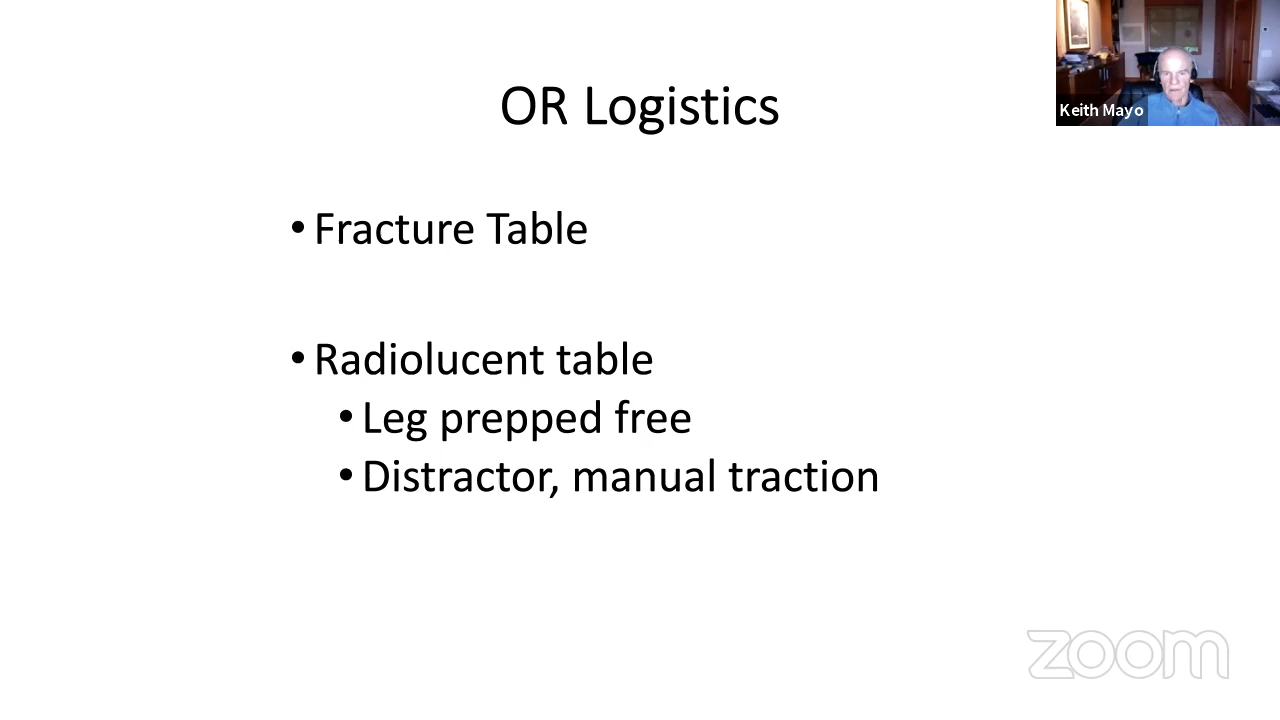 OR Logistics
Keith Mayo
• Fracture Table
• Radiolucent table
• Leg prepped free
• Distractor, manual traction
zoom